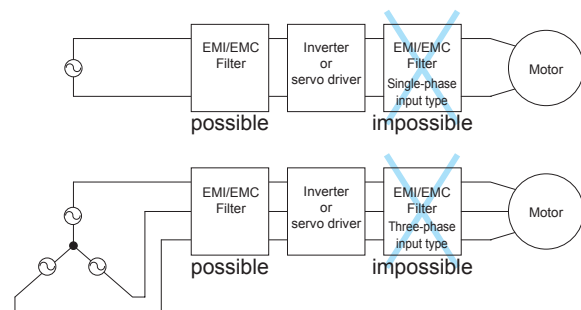 EMI/EMC
Filter
Inverter
or
servo driver
EMI/EMC
Filter
Single-phase
input type
Motor
possible
impossible
EMI/EMC
Filter
Inverter
or
servo driver
EMI/EMC
Filter
Three-phase
input type
Motor
possible
impossible